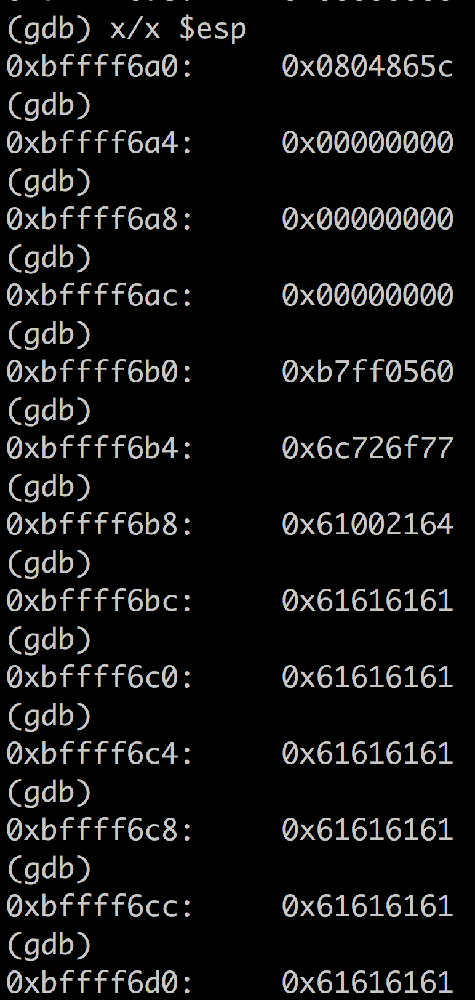 (gdb) x/x $esp
0xbffff6a0: 0x0804865c
(gdb)
0xbffff6a4: 0x00000000
(gdb)
0xbffff6a8: 0x00000000
(gdb)
0xbffff6ac: 0x00000000
(gdb)
0xbffff6b0: 0xb7ff0560
(gdb)
0xbffff6b4: 0x6c726f77
(gdb)
0xbffff6b8: 0x61002164
(gdb)
0xbffff6bc: 0x61616161
(gdb)
0xbffff6c0: 0x61616161
(gdb)
0xbffff6c4: 0x61616161
(gdb)
0xbffff6c8: 0x61616161
(gdb)
0xbffff6cc: 0x61616161
(gdb)
0xbffff6d0: 0x61616161